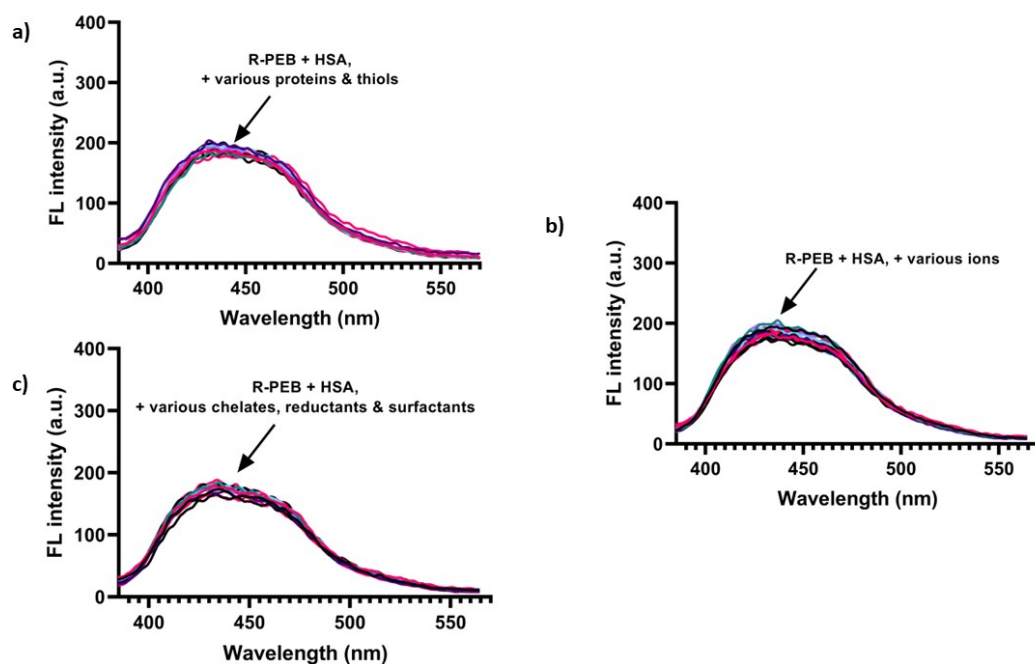 a)
FL intensity (a.u.)
400
300
200
100
0
R-PEB + HSA,
+ various proteins & thiols
400
450
500
550
Wavelength (nm)
b)
FL intensity (a.u.)
400
300
200
100
0
R-PEB + HSA, + various ions
400
450
500
550
Wavelength (nm)
c)
FL intensity (a.u.)
400
300
200
100
0
R-PEB + HSA,
+ various chelates, reductants & surfactants
400
450
500
550
Wavelength (nm)